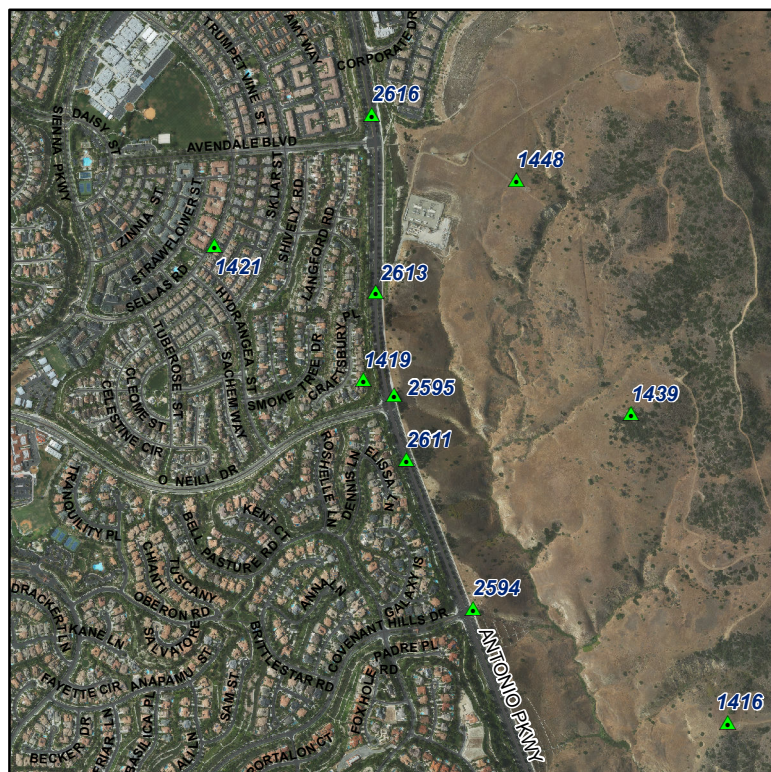 TRUMPET VINE ST
AMY WAY
CORPORATE DR
2616
SIENNA PKWY
DAISY ST
AVENDALE BLVD
1448
SKLAR ST
SHIVELY RD
LANGFORD RD
ZINNIA ST
STRAWFLOWER ST
1421
SELLAS RD
2613
HYDRANGEA ST
SACHEM WAY
TUBEROSE ST
CLEOME ST
CELESTINE CIR
SMOKE TREE DR
CRAFTSBURY PL
1419
2595
1439
2611
O NEILL DR
ROSHELLE LN
DENNIS LN
ELISSA LN
TRANQUILITY PL
KENT CT
BELL PASTURE RD
CHANTI
TUSCANY
OBERON RD
ANNA LN
GALAXY IS
2594
DRACKERT LN
KANE LN
SALVATORE
BRITTLESTAR RD
COVENANT HILLS DR
PADRE PL
FOXHOLE RD
ANTONIO PKWY
FAYETTE CIR
ANAPAMU ST
SAM ST
1416
BECKER DR
BASILICA PL
PORTALON CT